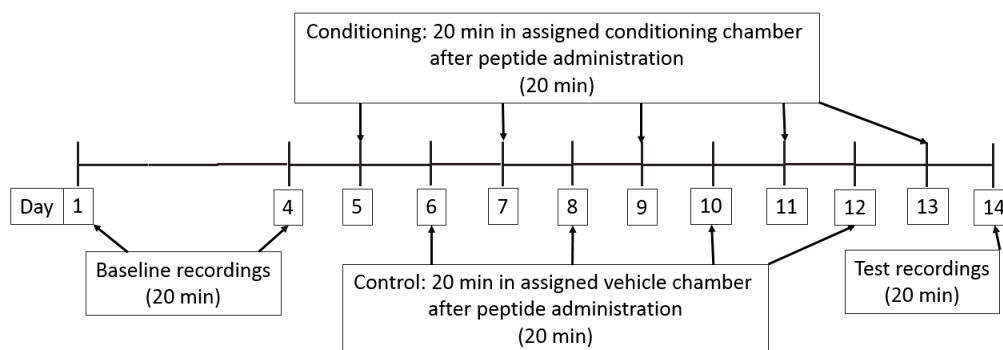 Conditioning: 20 min in assigned conditioning chamber
after peptide administration
(20 min)
Day 1 4 5 6 7 8 9 10 11 12 13 14
Baseline recordings
(20 min)
Control: 20 min in assigned vehicle chamber
after peptide administration
(20 min)
Test recordings
(20 min)